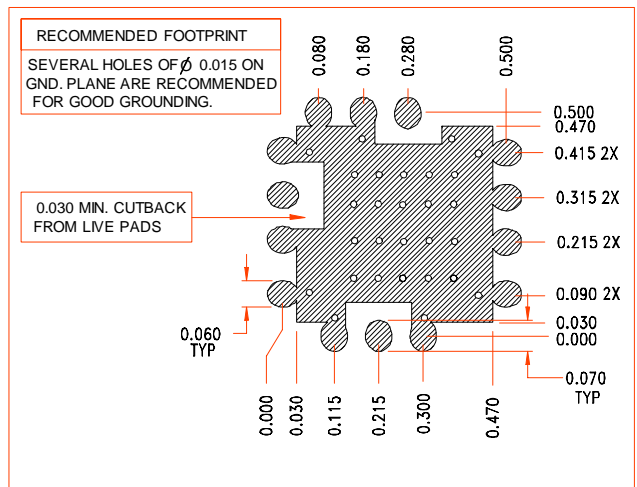 RECOMMENDED FOOTPRINT
SEVERAL HOLES OF ϕ 0.015 ON
GND. PLANE ARE RECOMMENDED
FOR GOOD GROUNDING.
0.080
0.180
0.280
0.500
0.500
0.470
0.415 2X
0.315 2X
0.215 2X
0.090 2X
0.030
0.000
0.030 MIN. CUTBACK
FROM LIVE PADS
0.060
TYP
0.070
TYP
0.000
0.030
0.115
0.215
0.300
0.470